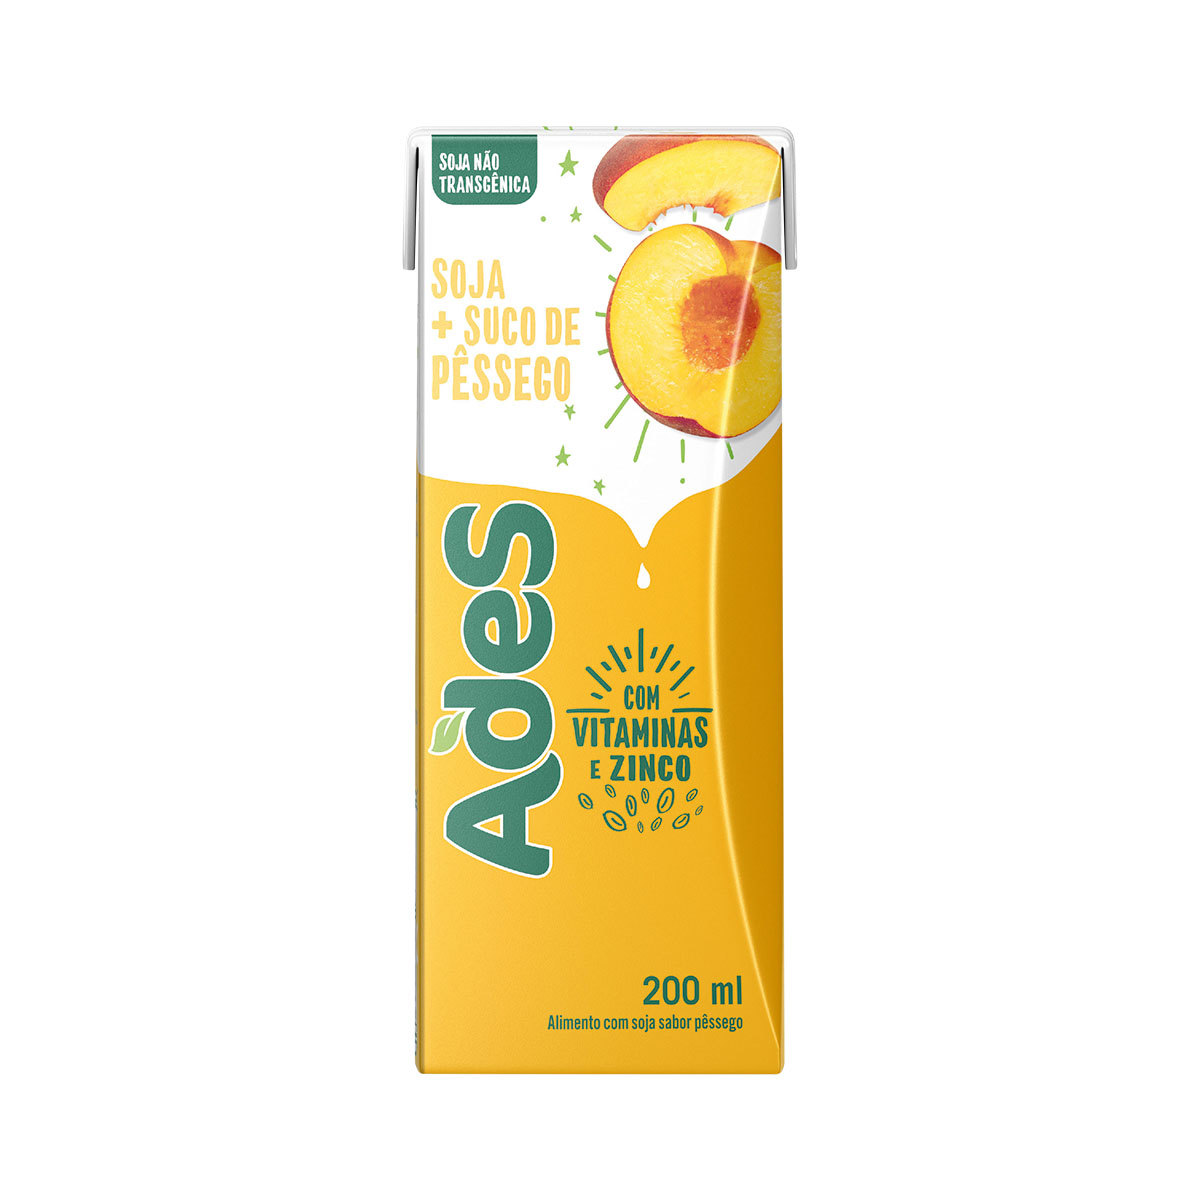 SOJA NÃO
TRANSGÊNICA
SOJA
+ SUCO DE
PÊSSEGO
AdeS
COM
VITAMINAS
E ZINCO
200 ml
Alimento com soja sabor pêssego